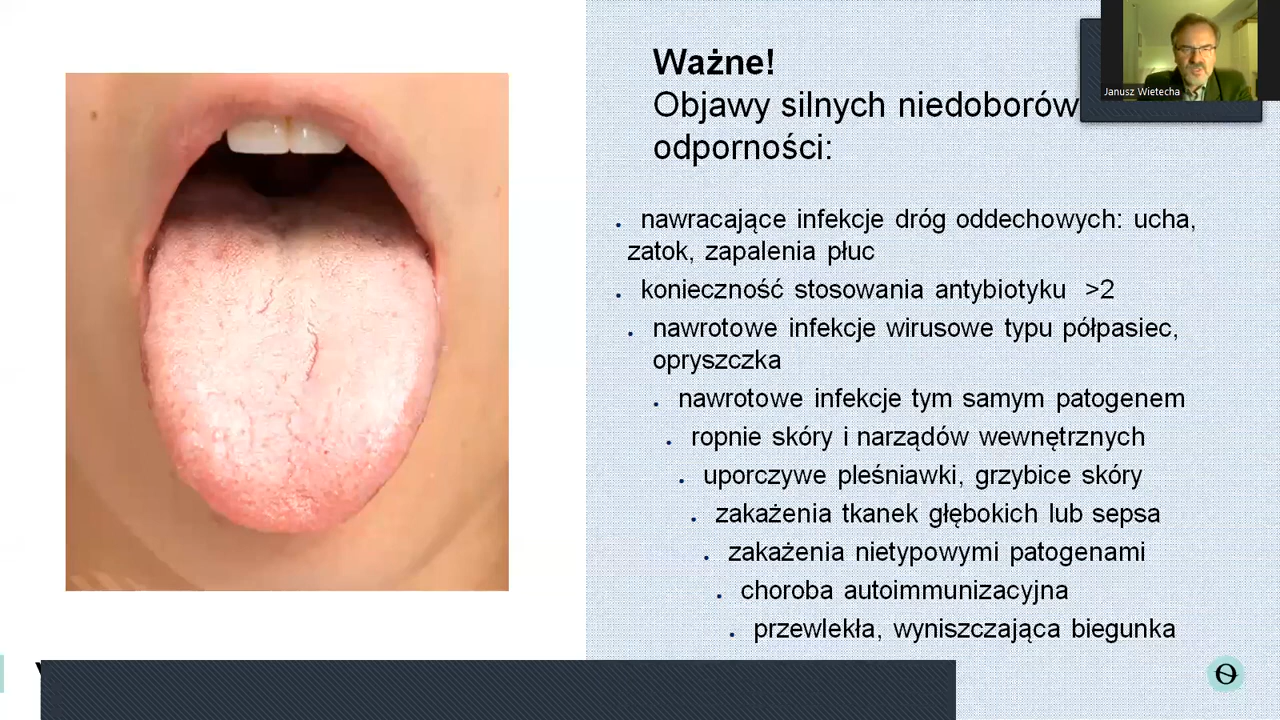 Ważne!
Objawy silnych niedoborów
odporności:
Janusz Wietecha
nawracające infekcje dróg oddechowych: ucha,
zatok, zapalenia płuc
konieczność stosowania antybiotyku >2
nawrotowe infekcje wirusowe typu półpasiec,
opryszczka
nawrotowe infekcje tym samym patogenem
ropnie skóry i narządów wewnętrznych
uporczywe pleśniawki, grzybice skóry
zakażenia tkanek głębokich lub sepsa
zakażenia nietypowymi patogenami
choroba autoimmunizacyjna
przewlekła, wyniszczająca biegunka